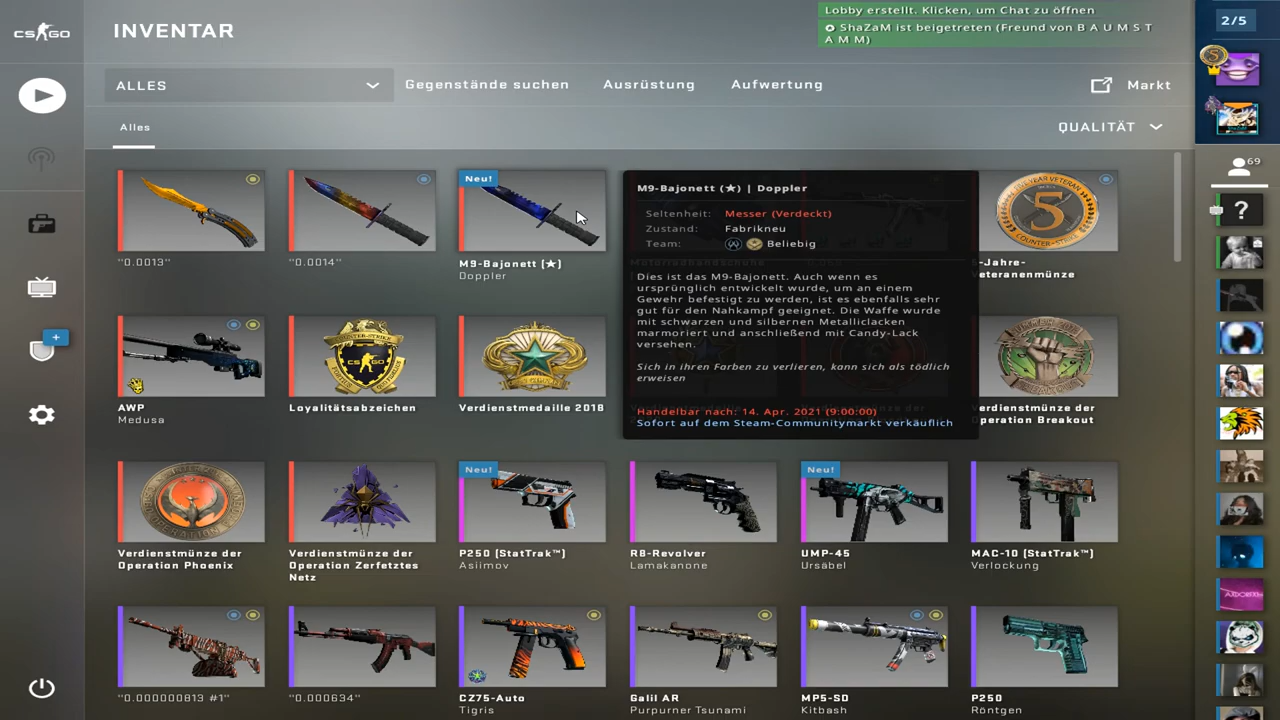 CS GO
INVENTAR
Lobby erstellt. Klicken, um Chat zu öffnen
ShaZaM ist beigetreten (Freund von B A U M S T
A M M)
2/5
ALLES
Gegenstände suchen
Ausrüstung
Aufwertung
Markt
Alles
QUALITÄT
69
"0.0013"
"0.0014"
Neu!
M9-Bajonett (★)
Doppler
M9-Bajonett (★) | Doppler
Seltenheit: Messer (Verdeckt)
Zustand: Fabrikneu
Team: Beliebig
Dies ist das M9-Bajonett. Auch wenn es
ursprünglich entwickelt wurde, um an einem
Gewehr befestigt zu werden, ist es ebenfalls sehr
gut für den Nahkampf geeignet. Die Waffe wurde
mit schwarzen und silbernen Metalliclacken
marmoriert und anschließend mit Candy-Lack
versehen.
Sich in ihren Farben zu verlieren, kann sich als tödlich
erweisen
Handelbar nach: 14. Apr. 2021 (9:00:00)
Sofort auf dem Steam-Communitymarkt verkäuflich
5-Jahre-
Veteranenmünze
AWP
Medusa
Loyalitätsabzeichen
Verdienstmedaille 2018
Verdienstmünze der
Operation Breakout
Verdienstmünze der
Operation Phoenix
Verdienstmünze der
Operation Zerfetztes
Netz
Neu!
P250 (StatTrak™)
Asiimov
R8-Revolver
Lamakanone
Neu!
UMP-45
Ursäbel
MAC-10 (StatTrak™)
Verlockung
"0.000000813 #1"
"0.000634"
CZ75-Auto
Tigris
Galil AR
Purpurner Tsunami
MP5-SD
Kitbash
P250
Röntgen